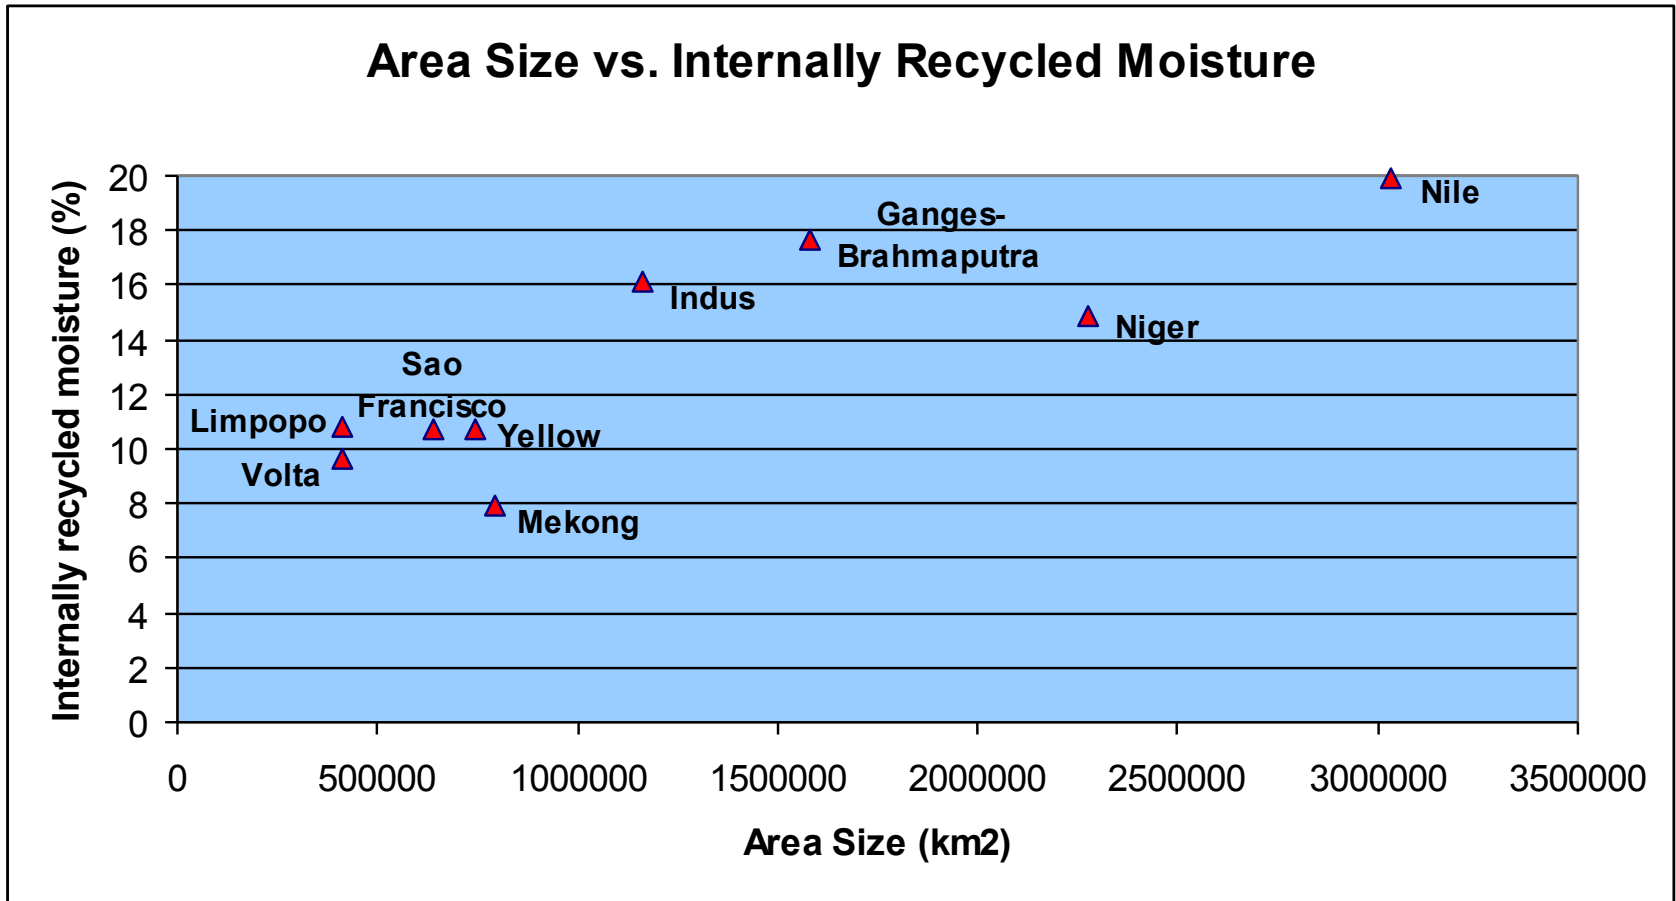 Area Size vs. Internally Recycled Moisture
Internally recycled moisture (%)
20
18
16
14
12
10
8
6
4
2
0
Nile
Ganges-
Brahmaputra
Indus
Niger
Sao
Francisco
Limpopo
Yellow
Volta
Mekong
0 500000 1000000 1500000 2000000 2500000 3000000 3500000
Area Size (km2)